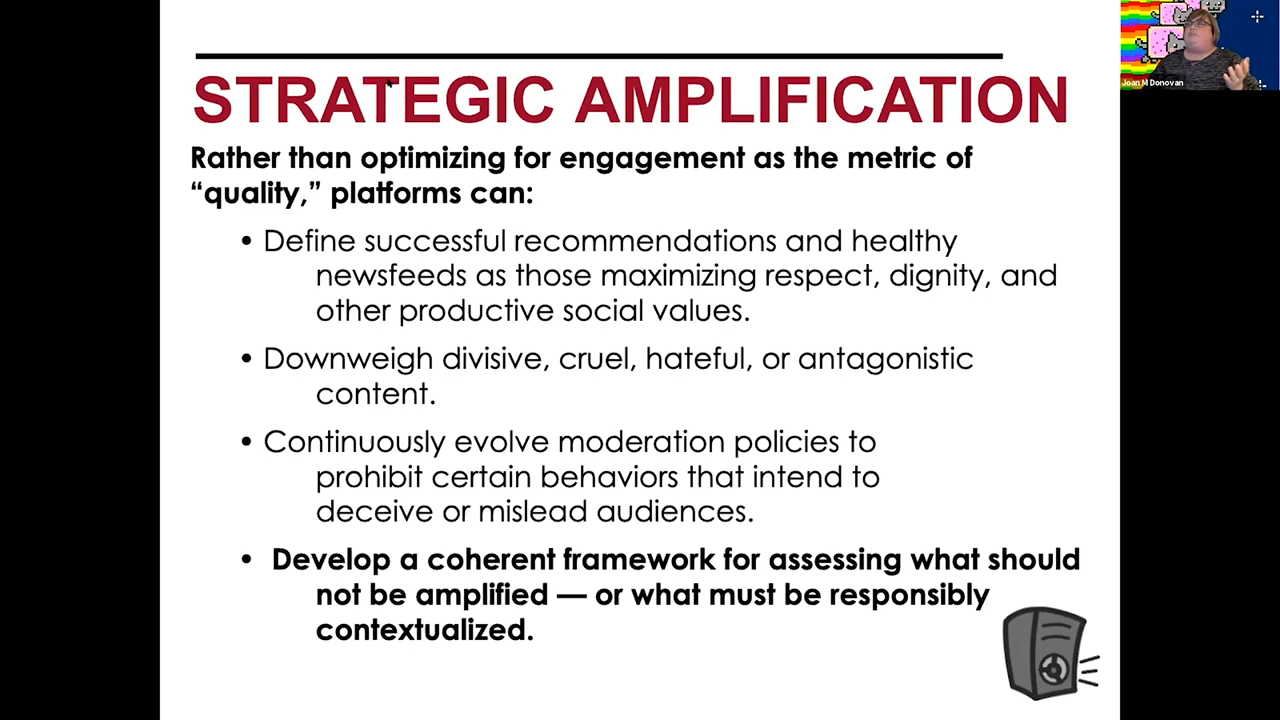 Joan M Donovan
STRATEGIC AMPLIFICATION
Rather than optimizing for engagement as the metric of
“quality,” platforms can:
• Define successful recommendations and healthy
newsfeeds as those maximizing respect, dignity, and
other productive social values.
• Downweigh divisive, cruel, hateful, or antagonistic
content.
• Continuously evolve moderation policies to
prohibit certain behaviors that intend to
deceive or mislead audiences.
• Develop a coherent framework for assessing what should
not be amplified — or what must be responsibly
contextualized.